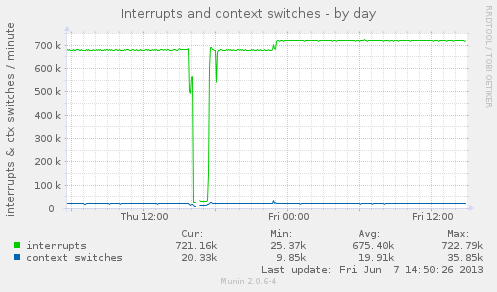 Interrupts and context switches - by day
RRDTOOL / TOBI OETIKER
interrupts & ctx switches / minute
700 k
600 k
500 k
400 k
300 k
200 k
100 k
0
Thu 12:00 Fri 00:00 Fri 12:00
Cur: Min: Avg: Max:
interrupts 721.16k 25.37k 675.40k 722.79k
context switches 20.33k 9.85k 19.91k 35.85k
Last update: Fri Jun 7 14:50:26 2013
Munin 2.0.6-4